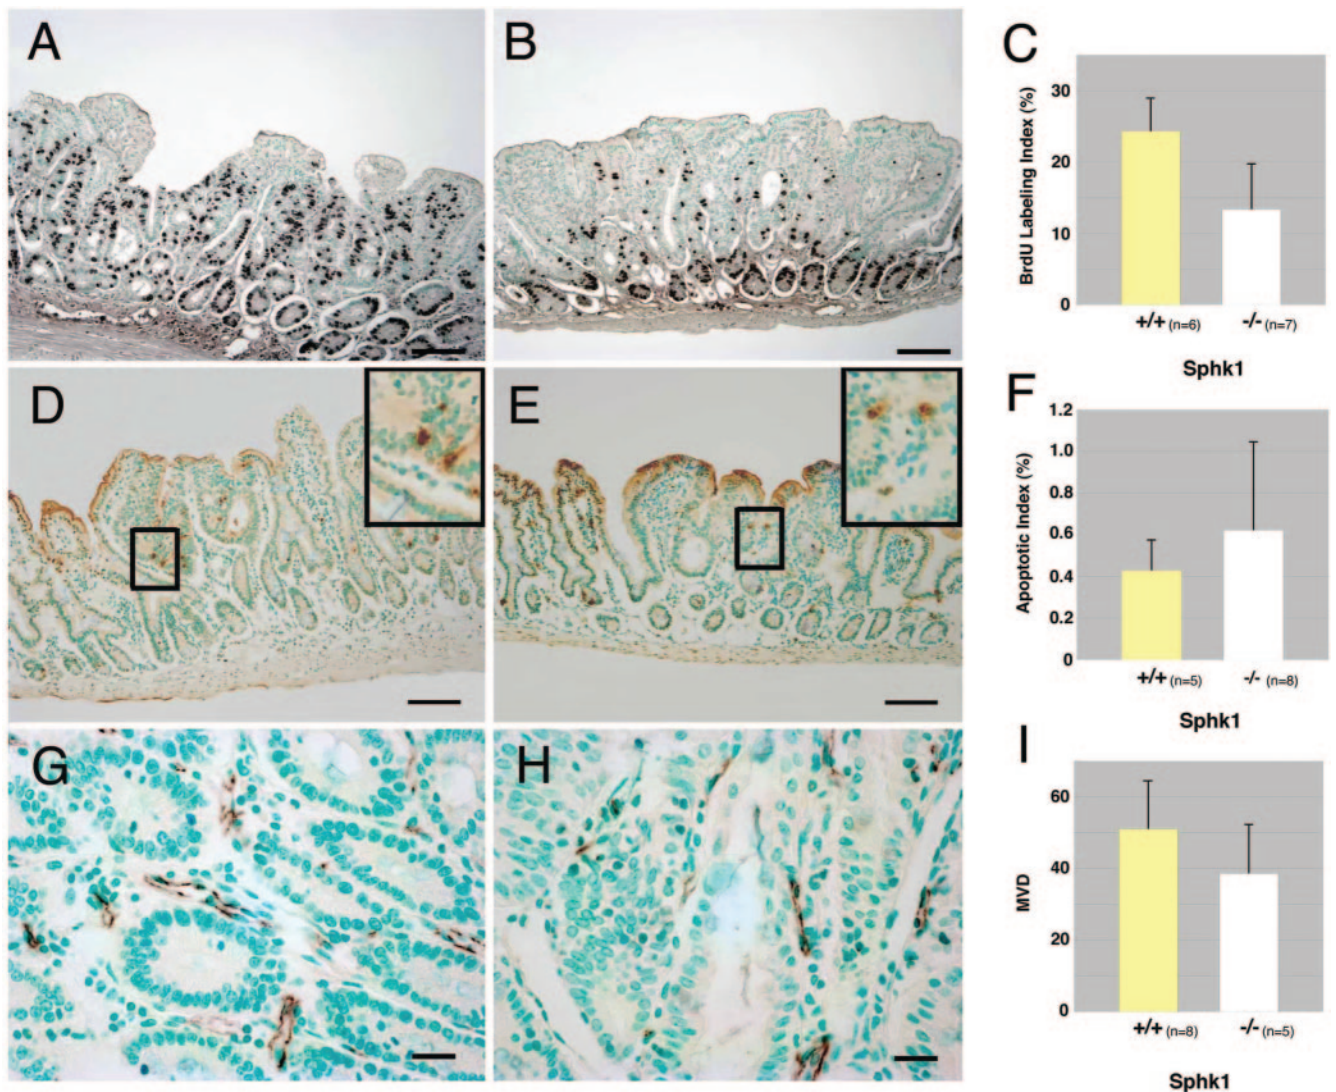 A
B
C
BrdU Labeling Index (%)
30
20
10
0
+/+ (n=6) -/- (n=7)
Sphk1
D
E
F
Apoptotic Index (%)
1.2
1.0
0.8
0.6
0.4
0.2
0
+/+ (n=5) -/- (n=8)
Sphk1
G
H
I
MVD
60
40
20
0
+/+ (n=8) -/- (n=5)
Sphk1